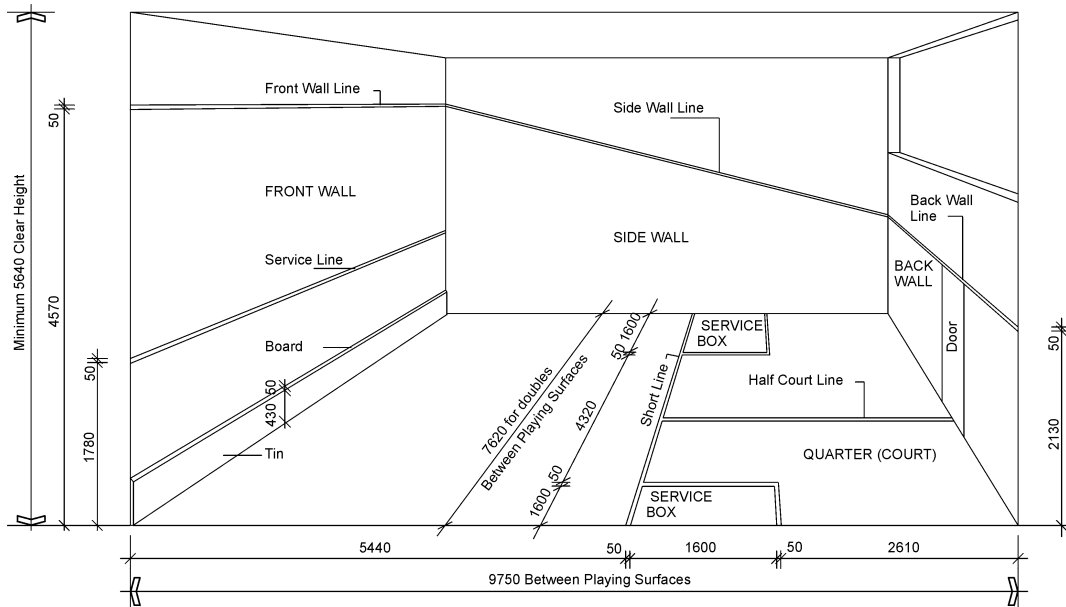 Minimum 5640 Clear Height
50
4570
50
1780
Front Wall Line
FRONT WALL
Service Line
Board
50
430
Tin
Side Wall Line
SIDE WALL
7620 for doubles
Between Playing Surfaces
1600
50
4320
50
1600
Short Line
SERVICE
BOX
Half Court Line
QUARTER (COURT)
SERVICE
BOX
Back Wall
Line
BACK
WALL
Door
50
2130
5440
50
1600
50
2610
9750 Between Playing Surfaces